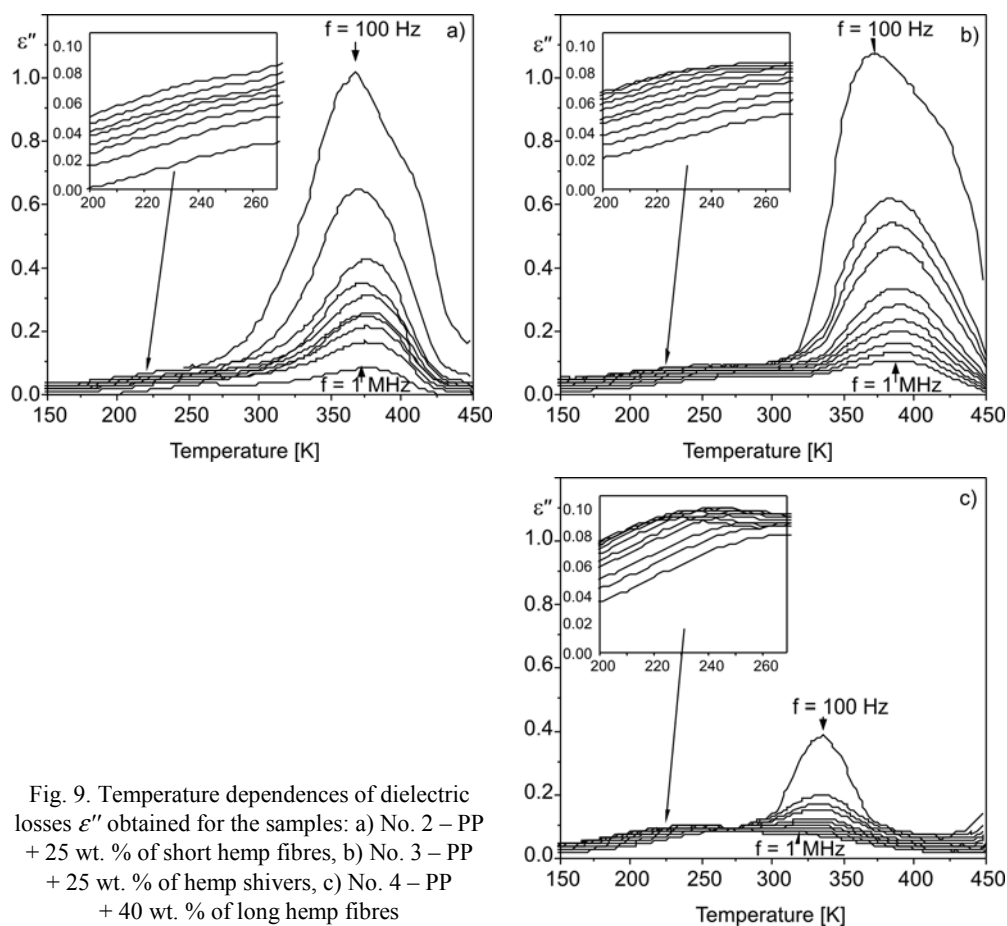 ε″
f = 100 Hz
a)
0.10
0.08
0.06
0.04
0.02
0.00
200 220 240 260
1.0
0.8
0.6
0.4
0.2
0.0
f = 1 MHz
150 200 250 300 350 400 450
Temperature [K]
ε″
f = 100 Hz
b)
0.10
0.08
0.06
0.04
0.02
0.00
200 220 240 260
1.0
0.8
0.6
0.4
0.2
0.0
f = 1 MHz
150 200 250 300 350 400 450
Temperature [K]
ε″
c)
0.10
0.08
0.06
0.04
0.02
0.00
200 220 240 260
1.0
0.8
0.6
0.4
0.2
0.0
f = 100 Hz
f = 1 MHz
150 200 250 300 350 400 450
Temperature [K]
Fig. 9. Temperature dependences of dielectric
losses ε″ obtained for the samples: a) No. 2 – PP
+ 25 wt. % of short hemp fibres, b) No. 3 – PP
+ 25 wt. % of hemp shivers, c) No. 4 – PP
+ 40 wt. % of long hemp fibres